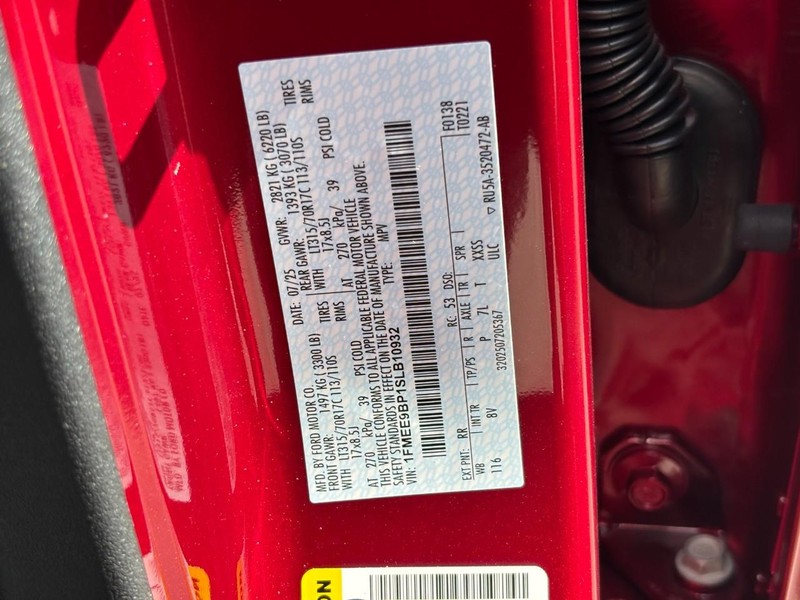 MFD. BY FORD MOTOR CO.
DATE: 07/25 GVWR: 2821 KG ( 6220 LB)
FRONT GAWR: 1497 KG ( 3300 LB) REAR GAWR: 1393 KG ( 3070 LB)
WITH LT315/70R17C 113/110S TIRES WITH LT315/70R17C 113/110S TIRES
17x8.5J RIMS 17x8.5J RIMS
AT 270 kPa/ 39 PSI COLD AT 270 kPa/ 39 PSI COLD
THIS VEHICLE CONFORMS TO ALL APPLICABLE FEDERAL MOTOR VEHICLE
SAFETY STANDARDS IN EFFECT ON THE DATE OF MANUFACTURE SHOWN ABOVE.
VIN: 1FMEE9BP1SLB10932 TYPE: MPV
F0138
T0221
EXT PNT: RR RC: 53 DSO:
WB INT TR TP/PS R AXLE TR SPR
116 BV P 7L T XXSS
ULC
3202507205367 ▽ RU5A-3520472-AB
ON